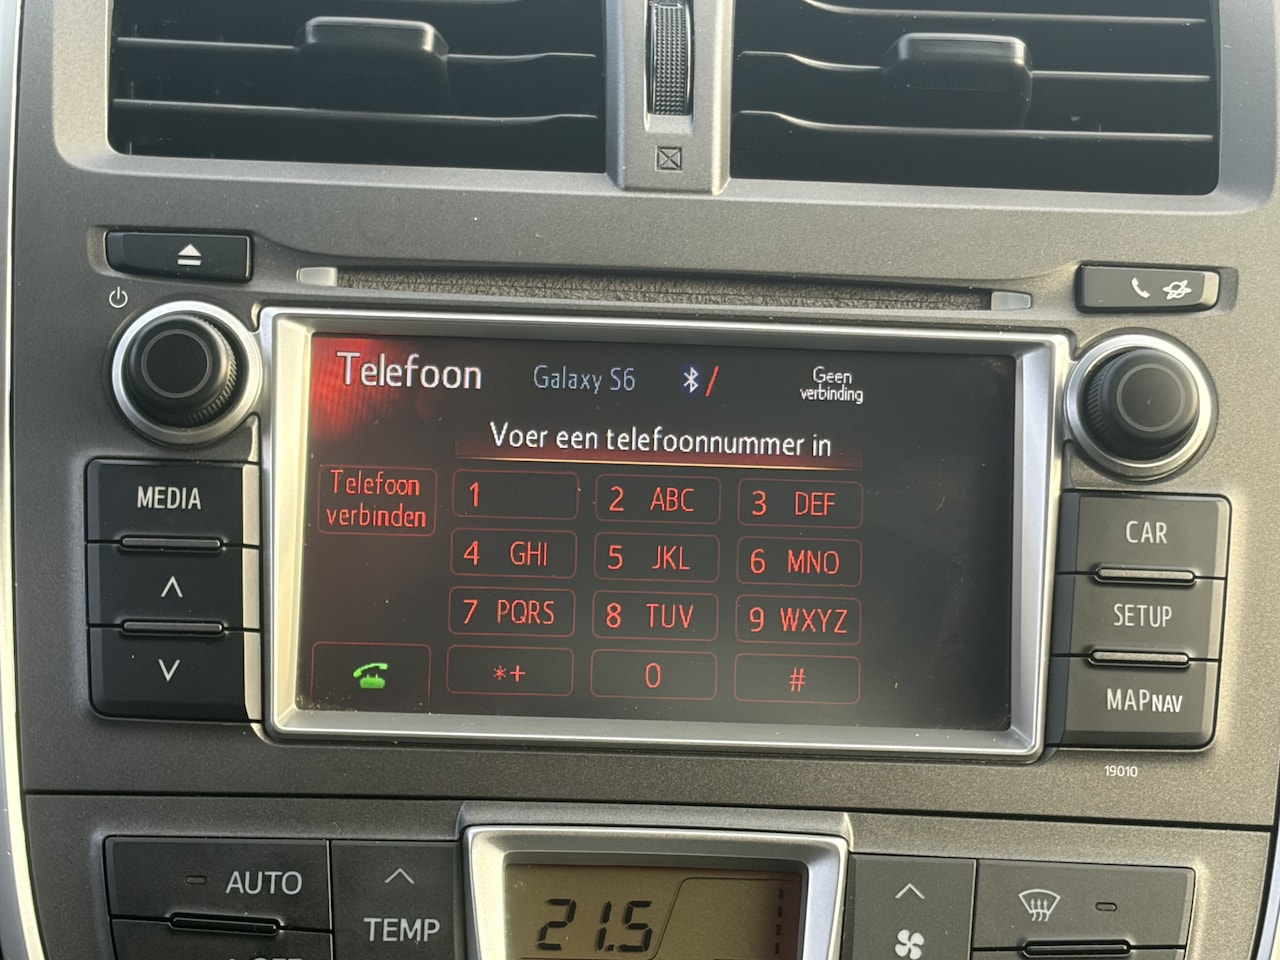 Telefoon Galaxy S6 Geen
verbinding
Voer een telefoonnummer in
Telefoon
verbinden
1 2 ABC 3 DEF
4 GHI 5 JKL 6 MNO
7 PQRS 8 TUV 9 WXYZ
*+ 0 #
MEDIA
CAR
SETUP
MAPNAV
19010
AUTO
TEMP
21.5